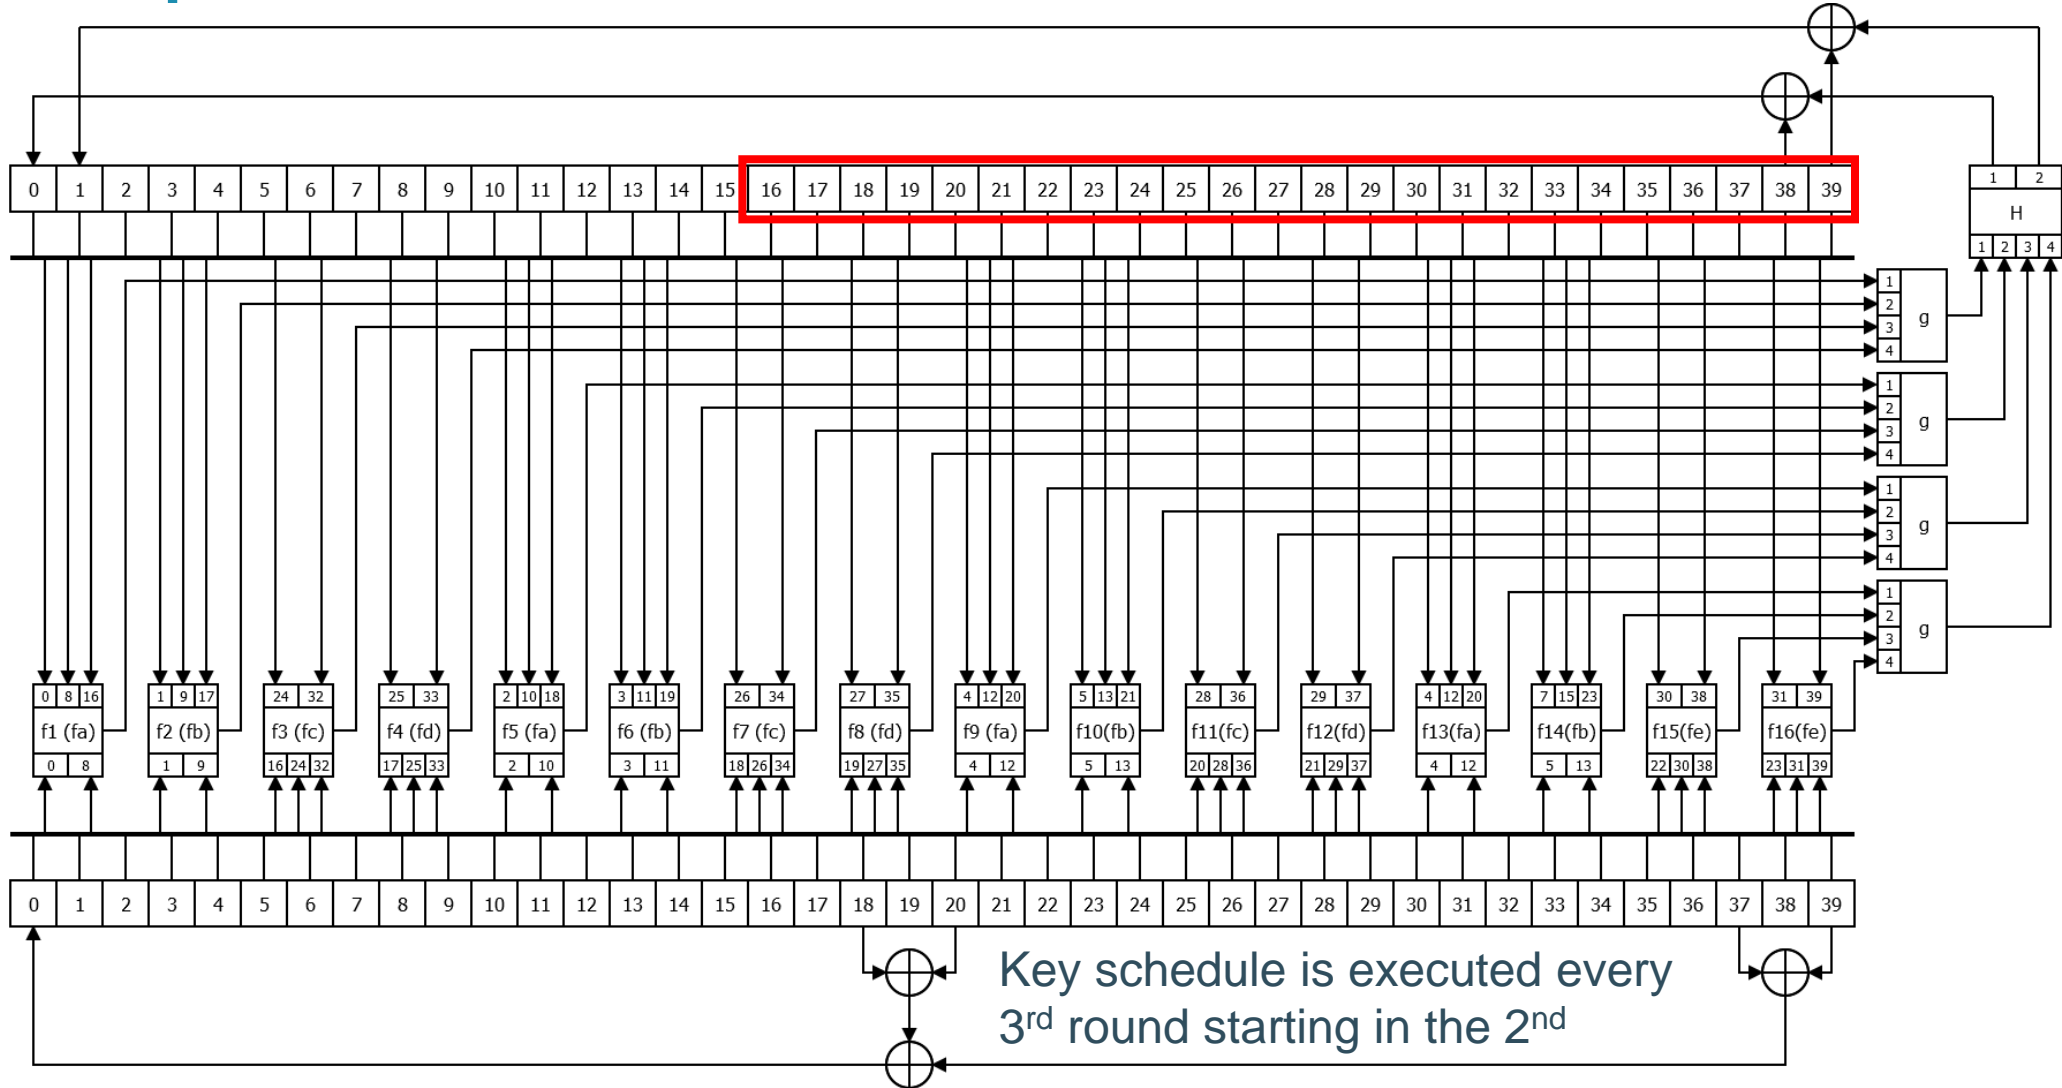 1 2
0 1 2 3 4 5 6 7 8 9 10 11 12 13 14 15 16 17 18 19 20 21 22 23 24 25 26 27 28 29 30 31 32 33 34 35 36 37 38 39
H
1 2 3 4
1
2
3
4
g
1
2
3
4
g
1
2
3
4
g
1
2
3
4
g
0 8 16 1 9 17 24 32 25 33 2 10 18 3 11 19 26 34 27 35 4 12 20 5 13 21 28 36 29 37 4 12 20 7 15 23 30 38 31 39
f1 (fa) f2 (fb) f3 (fc) f4 (fd) f5 (fa) f6 (fb) f7 (fc) f8 (fd) f9 (fa) f10(fb) f11(fc) f12(fd) f13(fa) f14(fb) f15(fe) f16(fe)
0 8 1 9 16 24 32 17 25 33 2 10 3 11 18 26 34 19 27 35 4 12 5 13 20 28 36 21 29 37 4 12 5 13 22 30 38 23 31 39
0 1 2 3 4 5 6 7 8 9 10 11 12 13 14 15 16 17 18 19 20 21 22 23 24 25 26 27 28 29 30 31 32 33 34 35 36 37 38 39
Key schedule is executed every
3rd round starting in the 2nd